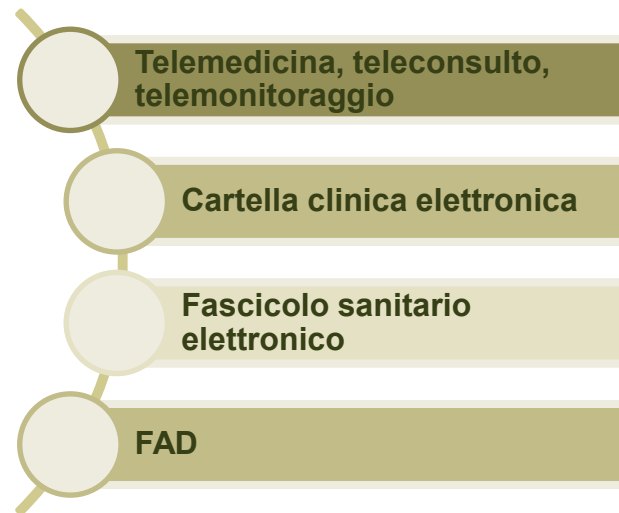 Telemedicina, teleconsulto,
telemonitoraggio
Cartella clinica elettronica
Fascicolo sanitario
elettronico
FAD